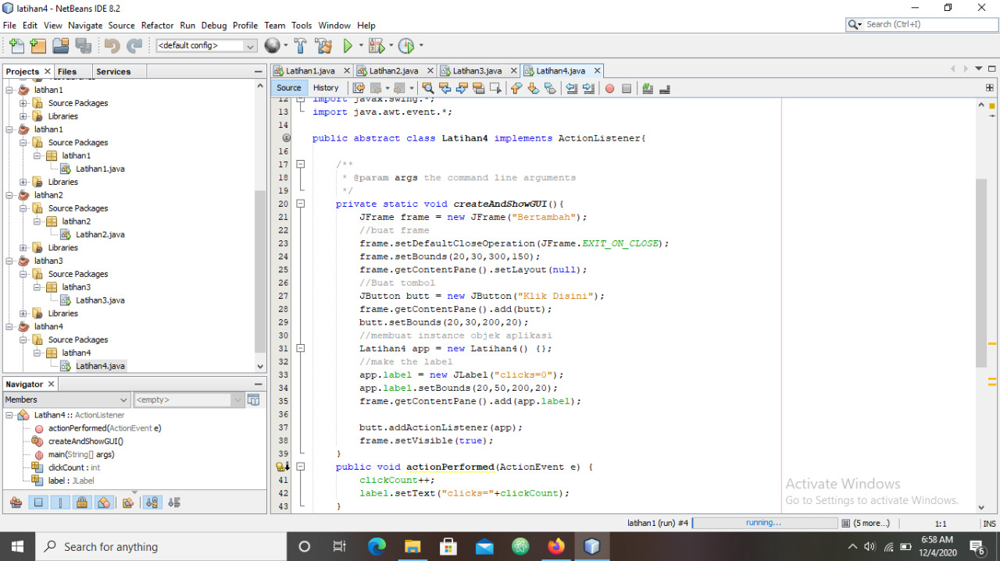 latihan4 - NetBeans IDE 8.2
File Edit View Navigate Source Refactor Run Debug Profile Team Tools Window Help
Search (Ctrl+I)
<default config>
Projects Files Services
latihan1
Source Packages
Libraries
latihan1
Source Packages
latihan1
Latihan1.java
Libraries
latihan2
Source Packages
latihan2
Latihan2.java
Libraries
latihan3
Source Packages
latihan3
Latihan3.java
Libraries
latihan4
Source Packages
latihan4
Latihan4.java
Navigator
Members <empty>
Latihan4 :: ActionListener
actionPerformed(ActionEvent e)
createAndShowGUI()
main(String[] args)
clickCount : int
label : JLabel
Latihan1.java Latihan2.java Latihan3.java Latihan4.java
Source History
12 import javax.swing.*;
13 import java.awt.event.*;
14
public abstract class Latihan4 implements ActionListener{
16
17 /**
18 * @param args the command line arguments
19 */
20 private static void createAndShowGUI(){
21 JFrame frame = new JFrame("Bertambah");
22 //buat frame
23 frame.setDefaultCloseOperation(JFrame.EXIT_ON_CLOSE);
24 frame.setBounds(20,30,300,150);
25 frame.getContentPane().setLayout(null);
26 //Buat tombol
27 JButton butt = new JButton("Klik Disini");
28 frame.getContentPane().add(butt);
29 butt.setBounds(20,30,200,20);
30 //membuat instance objek aplikasi
31 Latihan4 app = new Latihan4() {};
32 //make the label
33 app.label = new JLabel("clicks=0");
34 app.label.setBounds(20,50,200,20);
35 frame.getContentPane().add(app.label);
36
37 butt.addActionListener(app);
38 frame.setVisible(true);
39 }
public void actionPerformed(ActionEvent e) {
41 clickCount++;
42 label.setText("clicks="+clickCount);
43 }
Activate Windows
Go to Settings to activate Windows.
latihan1 (run) #4 running... (5 more...) 1:1 INS
Search for anything
6:58 AM
12/4/2020
6